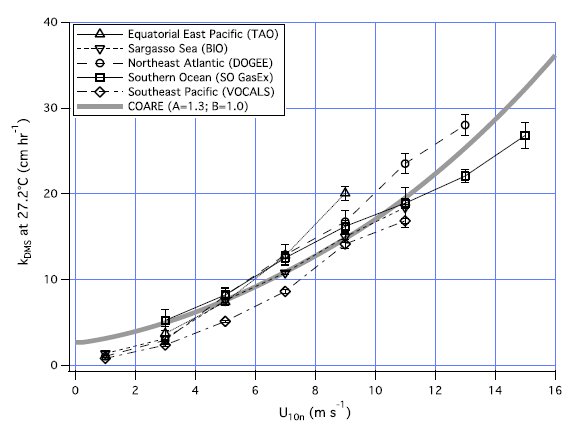 40
30
20
10
0
k_DMS at 27.2°C (cm hr⁻¹)
Equatorial East Pacific (TAO)
Sargasso Sea (BIO)
Northeast Atlantic (DOGEE)
Southern Ocean (SO GasEx)
Southeast Pacific (VOCALS)
COARE (A=1.3; B=1.0)
0 2 4 6 8 10 12 14 16
U₁₀ₙ (m s⁻¹)